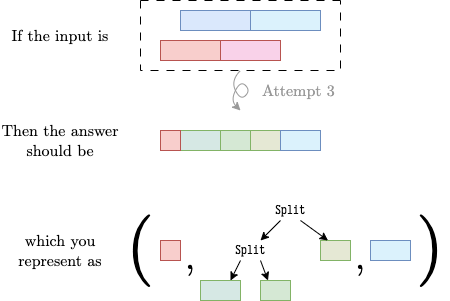 If the input is
Attempt 3
Then the answer
should be
Split
Split
which you
represent as
( , , )